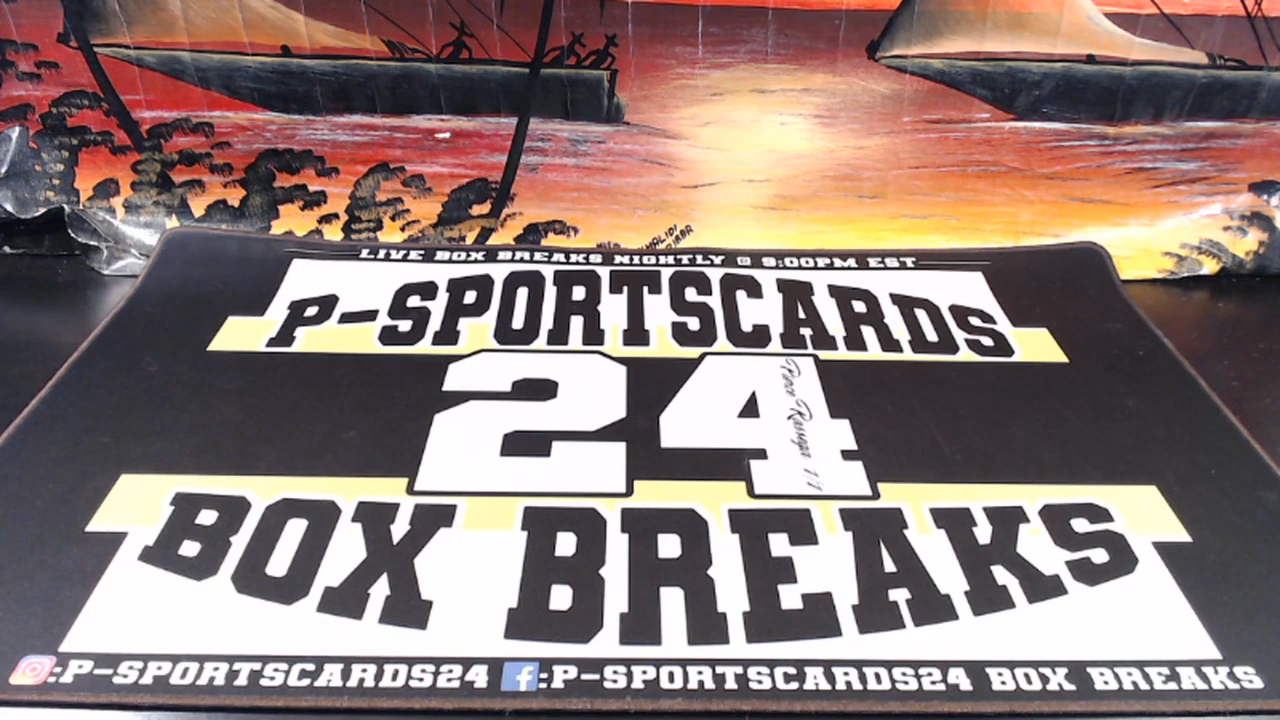 LIVE BOX BREAKS NIGHTLY @ 9:00PM EST
P-SPORTSCARDS
24
BOX BREAKS
:P-SPORTSCARDS24 :P-SPORTSCARDS24 BOX BREAKS